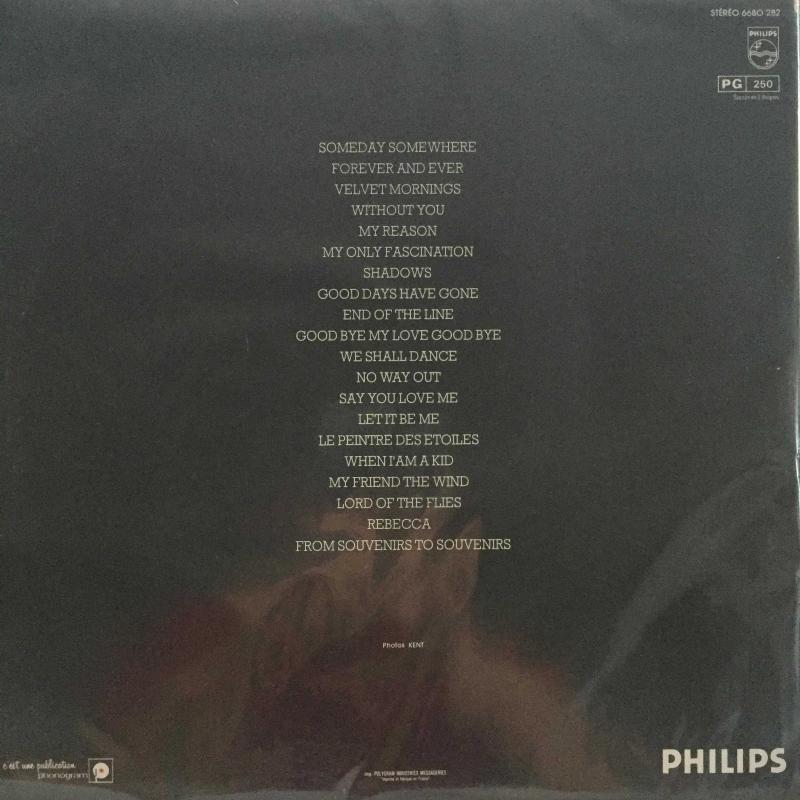 STÉRÉO 6680 282
PHILIPS
PG 250
SOMEDAY SOMEWHERE
FOREVER AND EVER
VELVET MORNINGS
WITHOUT YOU
MY REASON
MY ONLY FASCINATION
SHADOWS
GOOD DAYS HAVE GONE
END OF THE LINE
GOOD BYE MY LOVE GOOD BYE
WE SHALL DANCE
NO WAY OUT
SAY YOU LOVE ME
LET IT BE ME
LE PEINTRE DES ETOILES
WHEN I'AM A KID
MY FRIEND THE WIND
LORD OF THE FLIES
REBECCA
FROM SOUVENIRS TO SOUVENIRS
Photos KENT
c'est une publication
phonogram
imp. POLYGRAM INDUSTRIES MESSAGERIES
PHILIPS